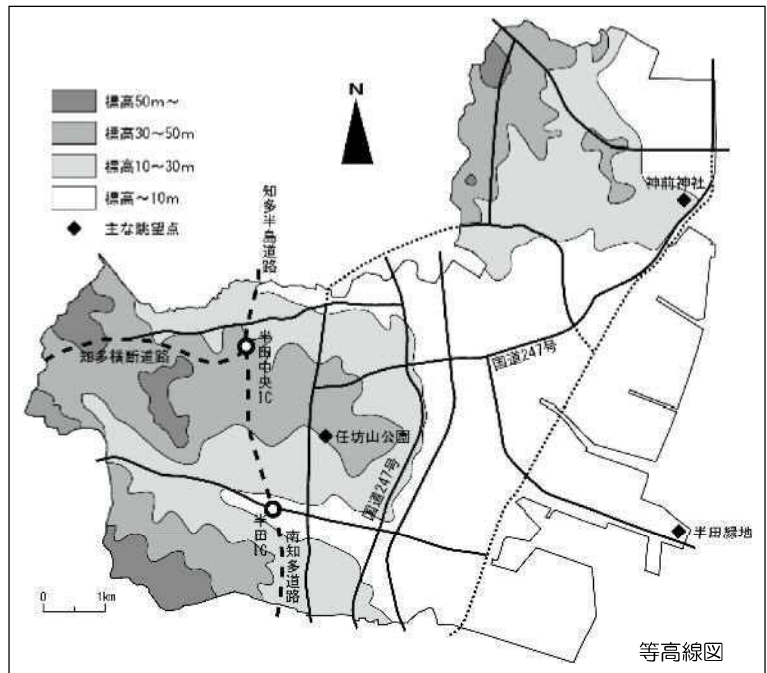 標高50m~
標高30~50m
標高10~30m
標高~10m
主な眺望点
N
知多半島道路
神前神社
知多横断道路
半田中央IC
国道247号
任坊山公園
国道247号
半田IC
南知多道路
半田緑地
0 1km
等高線図